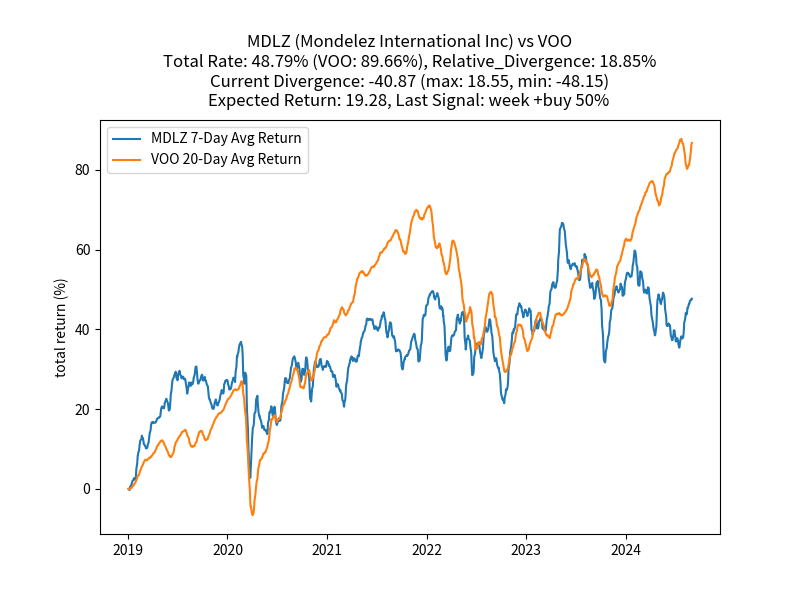 MDLZ (Mondelez International Inc) vs VOO
Total Rate: 48.79% (VOO: 89.66%), Relative_Divergence: 18.85%
Current Divergence: -40.87 (max: 18.55, min: -48.15)
Expected Return: 19.28, Last Signal: week +buy 50%
MDLZ 7-Day Avg Return
VOO 20-Day Avg Return
total return (%)
80
60
40
20
0
2019
2020
2021
2022
2023
2024